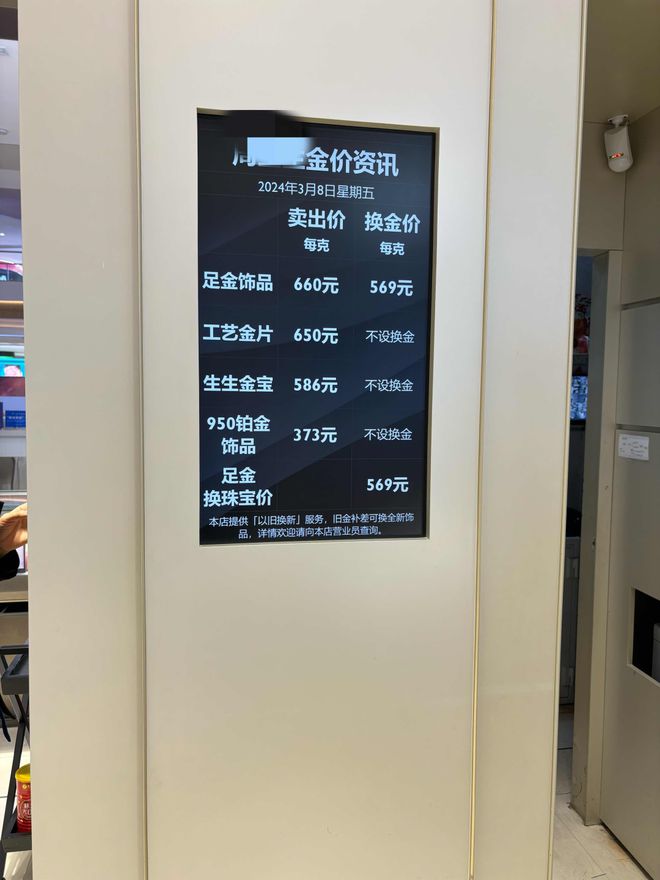 金价资讯
2024年3月8日星期五
卖出价 换金价
每克 每克
足金饰品 660元 569元
工艺金片 650元 不设换金
生生金宝 586元 不设换金
950铂金
饰品 373元 不设换金
足金
换珠宝价 569元
本店提供「以旧换新」服务，旧金补差可换全新饰
品，详情欢迎请向本店营业员查询。